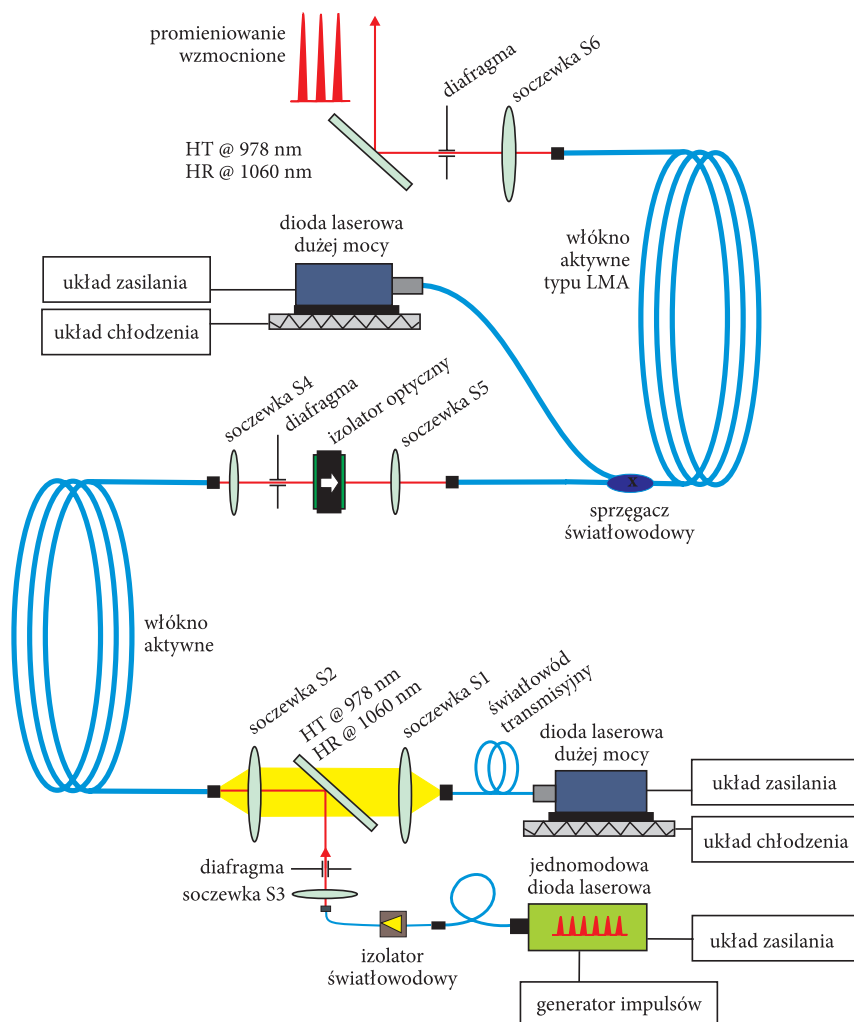 promieniowanie
wzmocnione
diafragma
soczewka S6
HT @ 978 nm
HR @ 1060 nm
dioda laserowa
dużej mocy
włókno
aktywne
typu LMA
układ zasilania
układ chłodzenia
soczewka S4
diafragma
izolator optyczny
soczewka S5
x
sprzęgacz
światłowodowy
włókno
aktywne
soczewka S2
HT @ 978 nm
HR @ 1060 nm
soczewka S1
światłowód
transmisyjny
dioda laserowa
dużej mocy
układ zasilania
układ chłodzenia
diafragma
soczewka S3
jednomodowa
dioda laserowa
izolator
światłowodowy
układ zasilania
generator impulsów